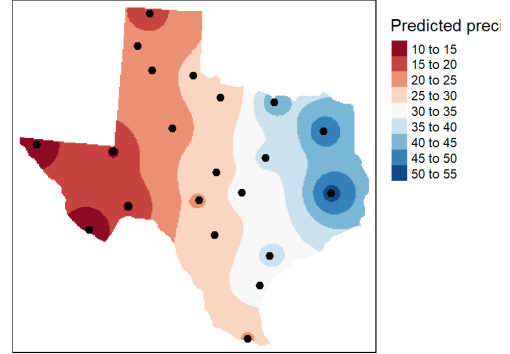 Predicted preci
10 to 15
15 to 20
20 to 25
25 to 30
30 to 35
35 to 40
40 to 45
45 to 50
50 to 55